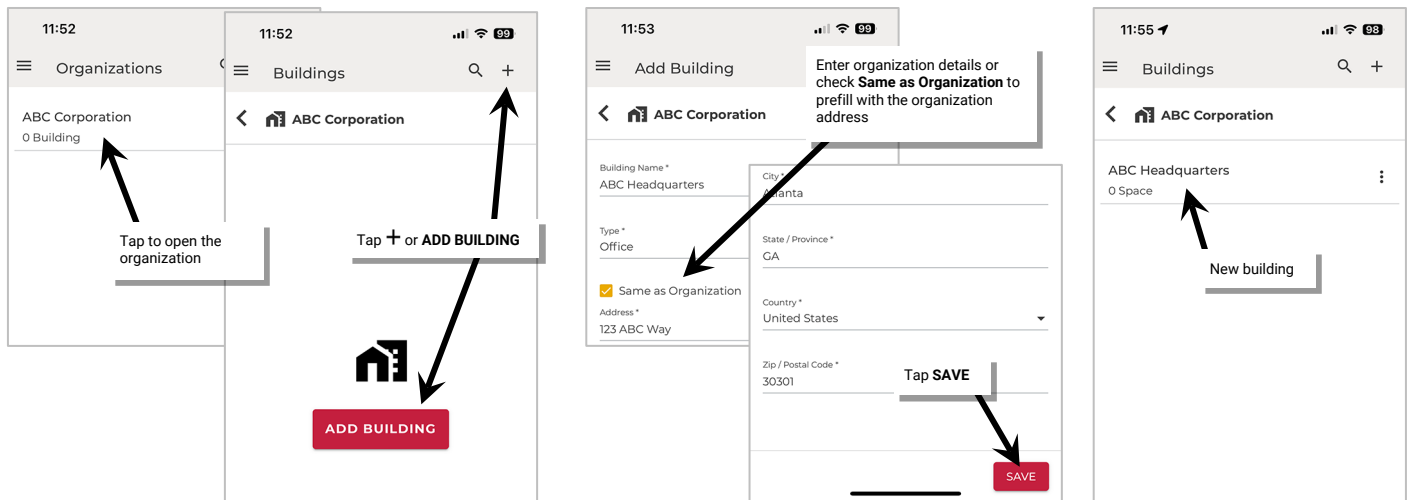 11:52
Organizations
ABC Corporation
0 Building
Tap to open the
organization
11:52
99
Buildings
ABC Corporation
Tap + or ADD BUILDING
ADD BUILDING
11:53
99
Add Building
ABC Corporation
Enter organization details or
check Same as Organization to
prefill with the organization
address
Building Name *
ABC Headquarters
Type *
Office
Same as Organization
Address *
123 ABC Way
City *
Atlanta
State / Province *
GA
Country *
United States
Zip / Postal Code *
30301
Tap SAVE
SAVE
11:55
98
Buildings
ABC Corporation
ABC Headquarters
0 Space
New building